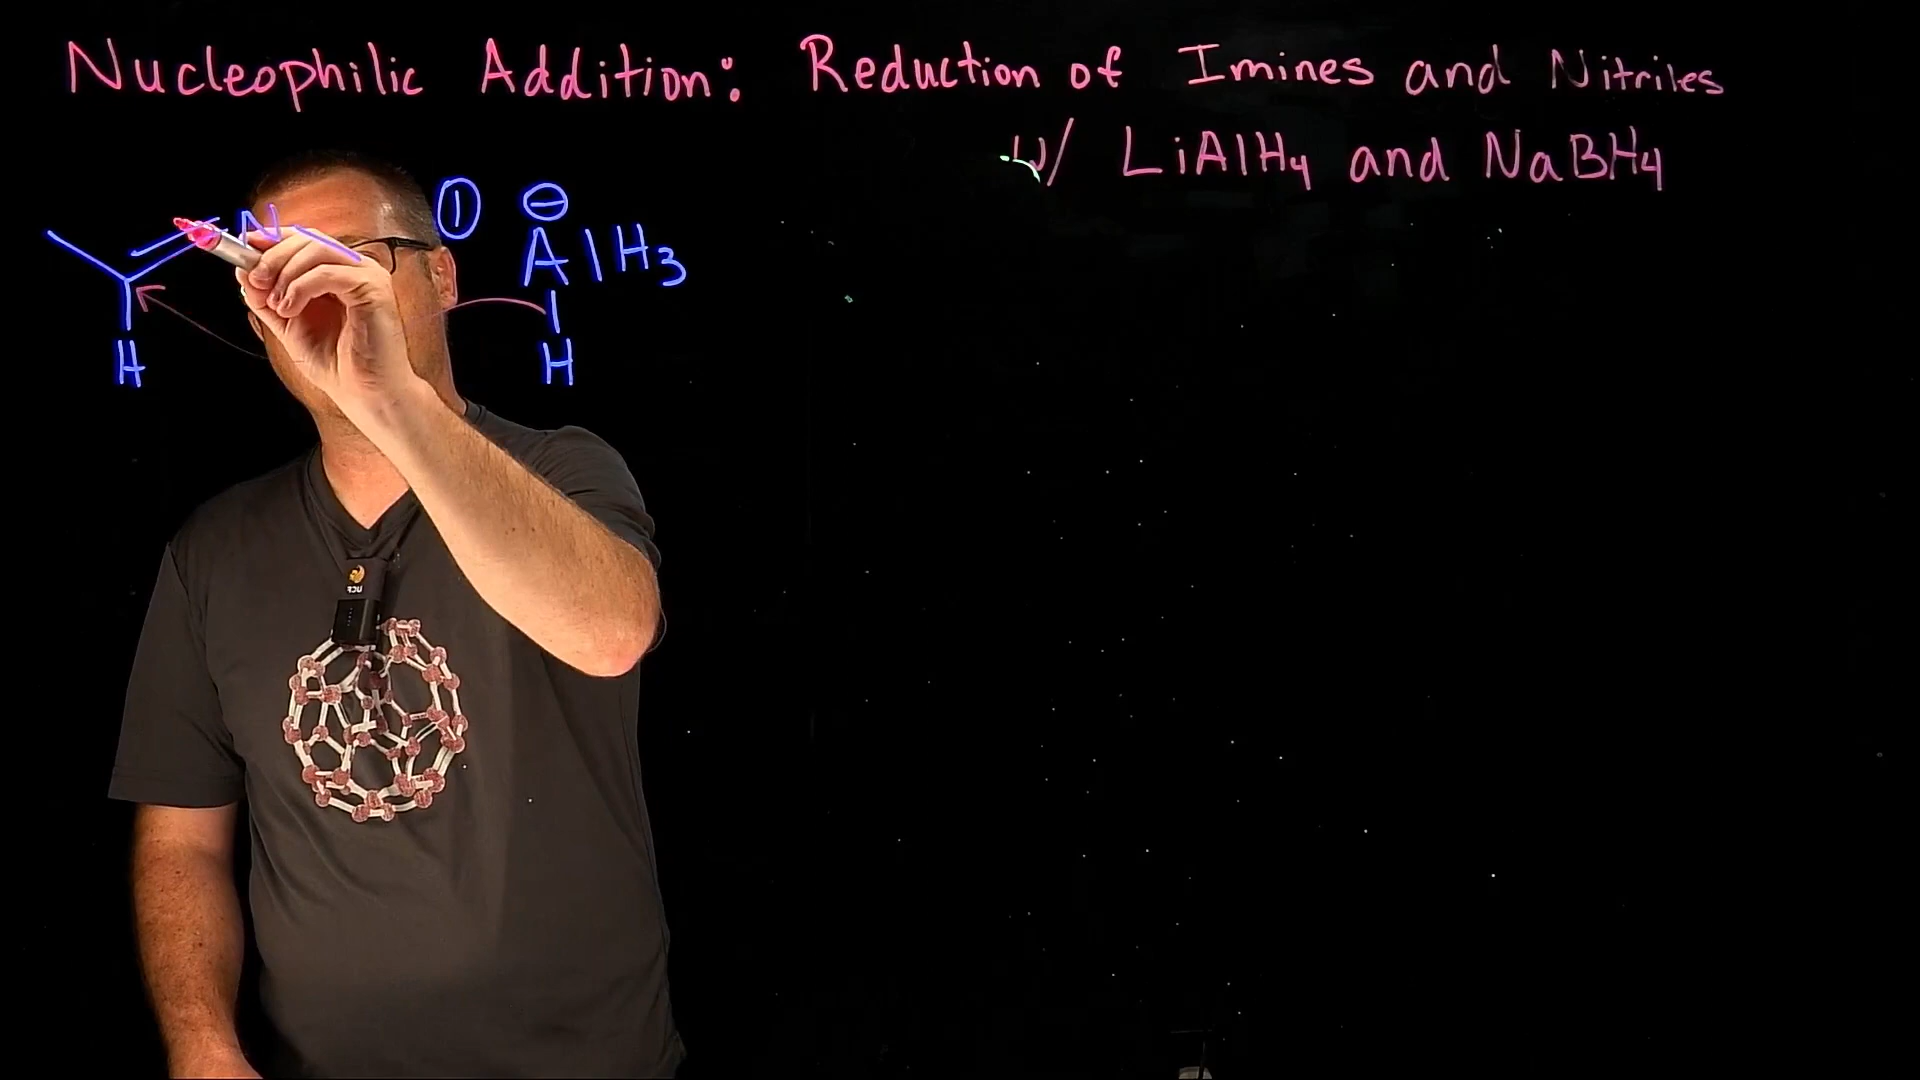 Nucleophilic Addition: Reduction of Imines and Nitriles
w/ LiAlH4 and NaBH4
N ① ⊖
AlH3
H H